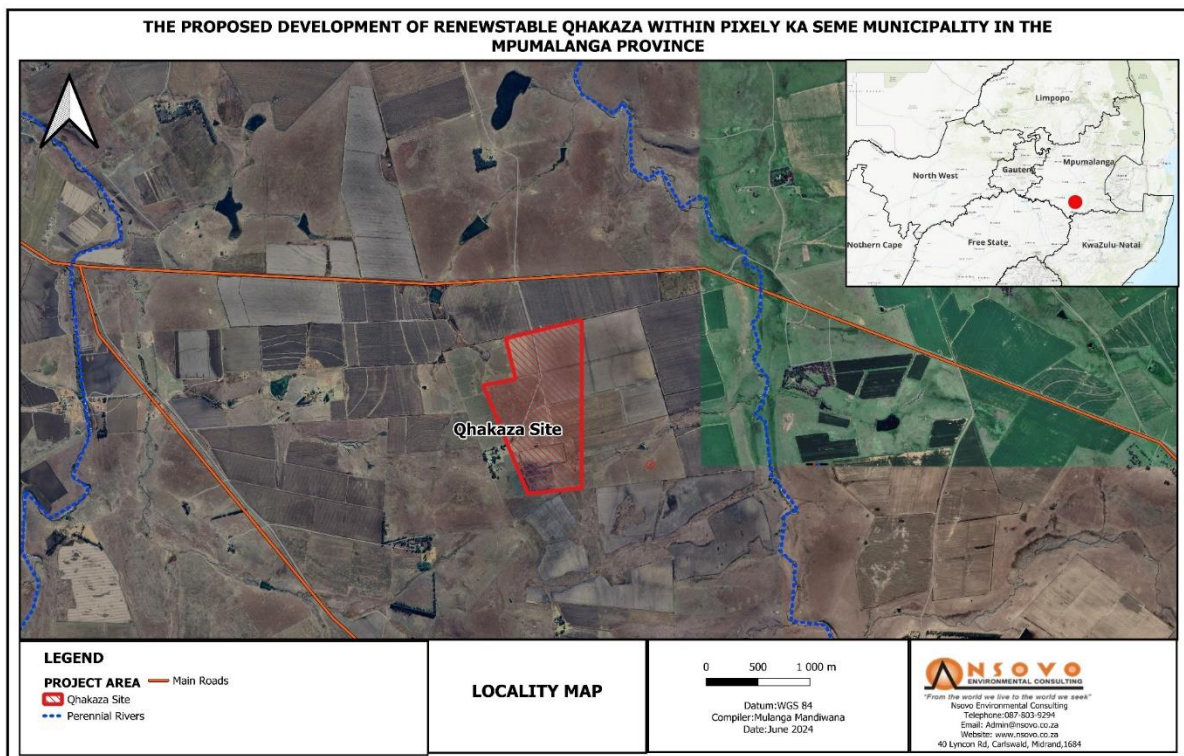 THE PROPOSED DEVELOPMENT OF RENEWSTABLE QHAKAZA WITHIN PIXELY KA SEME MUNICIPALITY IN THE
MPUMALANGA PROVINCE
Limpopo
Mpumalanga
North West
Gauteng
Nothern Cape
Free State
KwaZulu-Natal
Qhakaza Site
LEGEND
PROJECT AREA
Main Roads
Qhakaza Site
Perennial Rivers
LOCALITY MAP
0 500 1 000 m
Datum:WGS 84
Compiler:Mulanga Mandiwana
Date:June 2024
NSOVO
ENVIRONMENTAL CONSULTING
"From the world we live to the world we seek"
Nsovo Environmental Consulting
Telephone:087-803-9294
Email: Admin@nsovo.co.za
Website: www.nsovo.co.za
40 Lyncon Rd, Carlswald, Midrand,1684